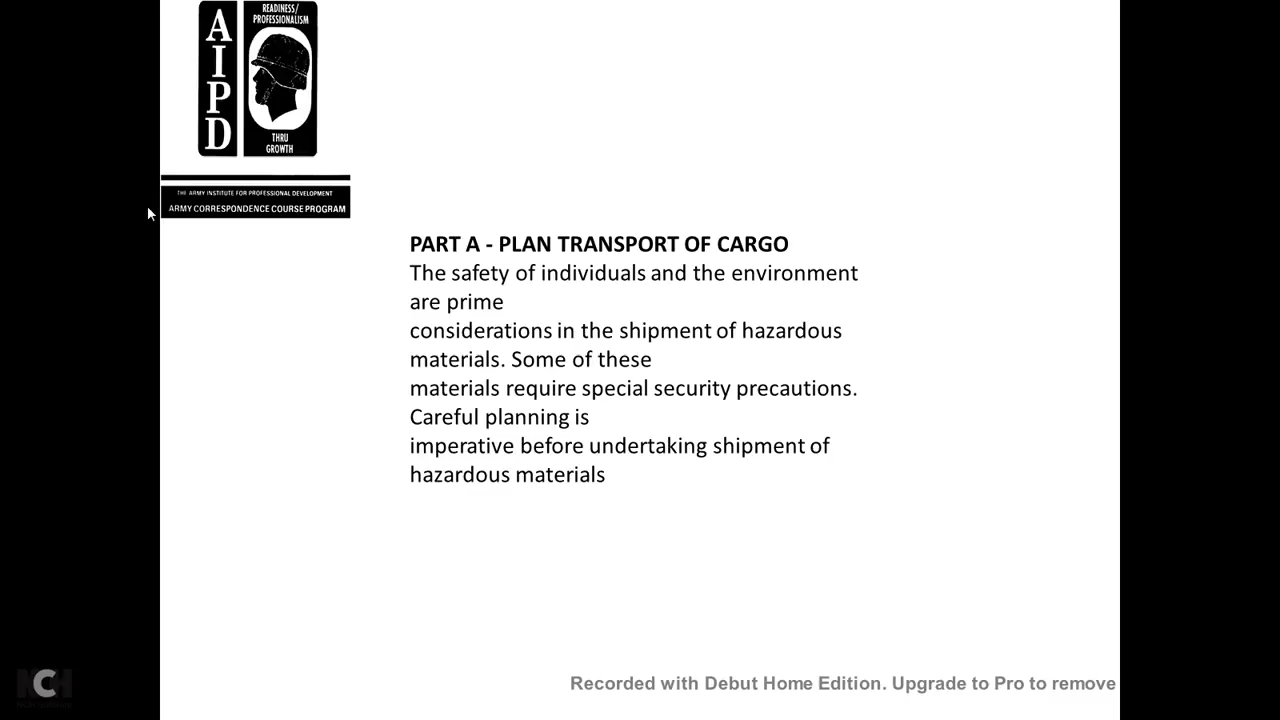 READINESS/
PROFESSIONALISM
AIPD
THRU
GROWTH
THE ARMY INSTITUTE FOR PROFESSIONAL DEVELOPMENT
ARMY CORRESPONDENCE COURSE PROGRAM
PART A - PLAN TRANSPORT OF CARGO
The safety of individuals and the environment
are prime
considerations in the shipment of hazardous
materials. Some of these
materials require special security precautions.
Careful planning is
imperative before undertaking shipment of
hazardous materials
NCH
Recorded with Debut Home Edition. Upgrade to Pro to remove